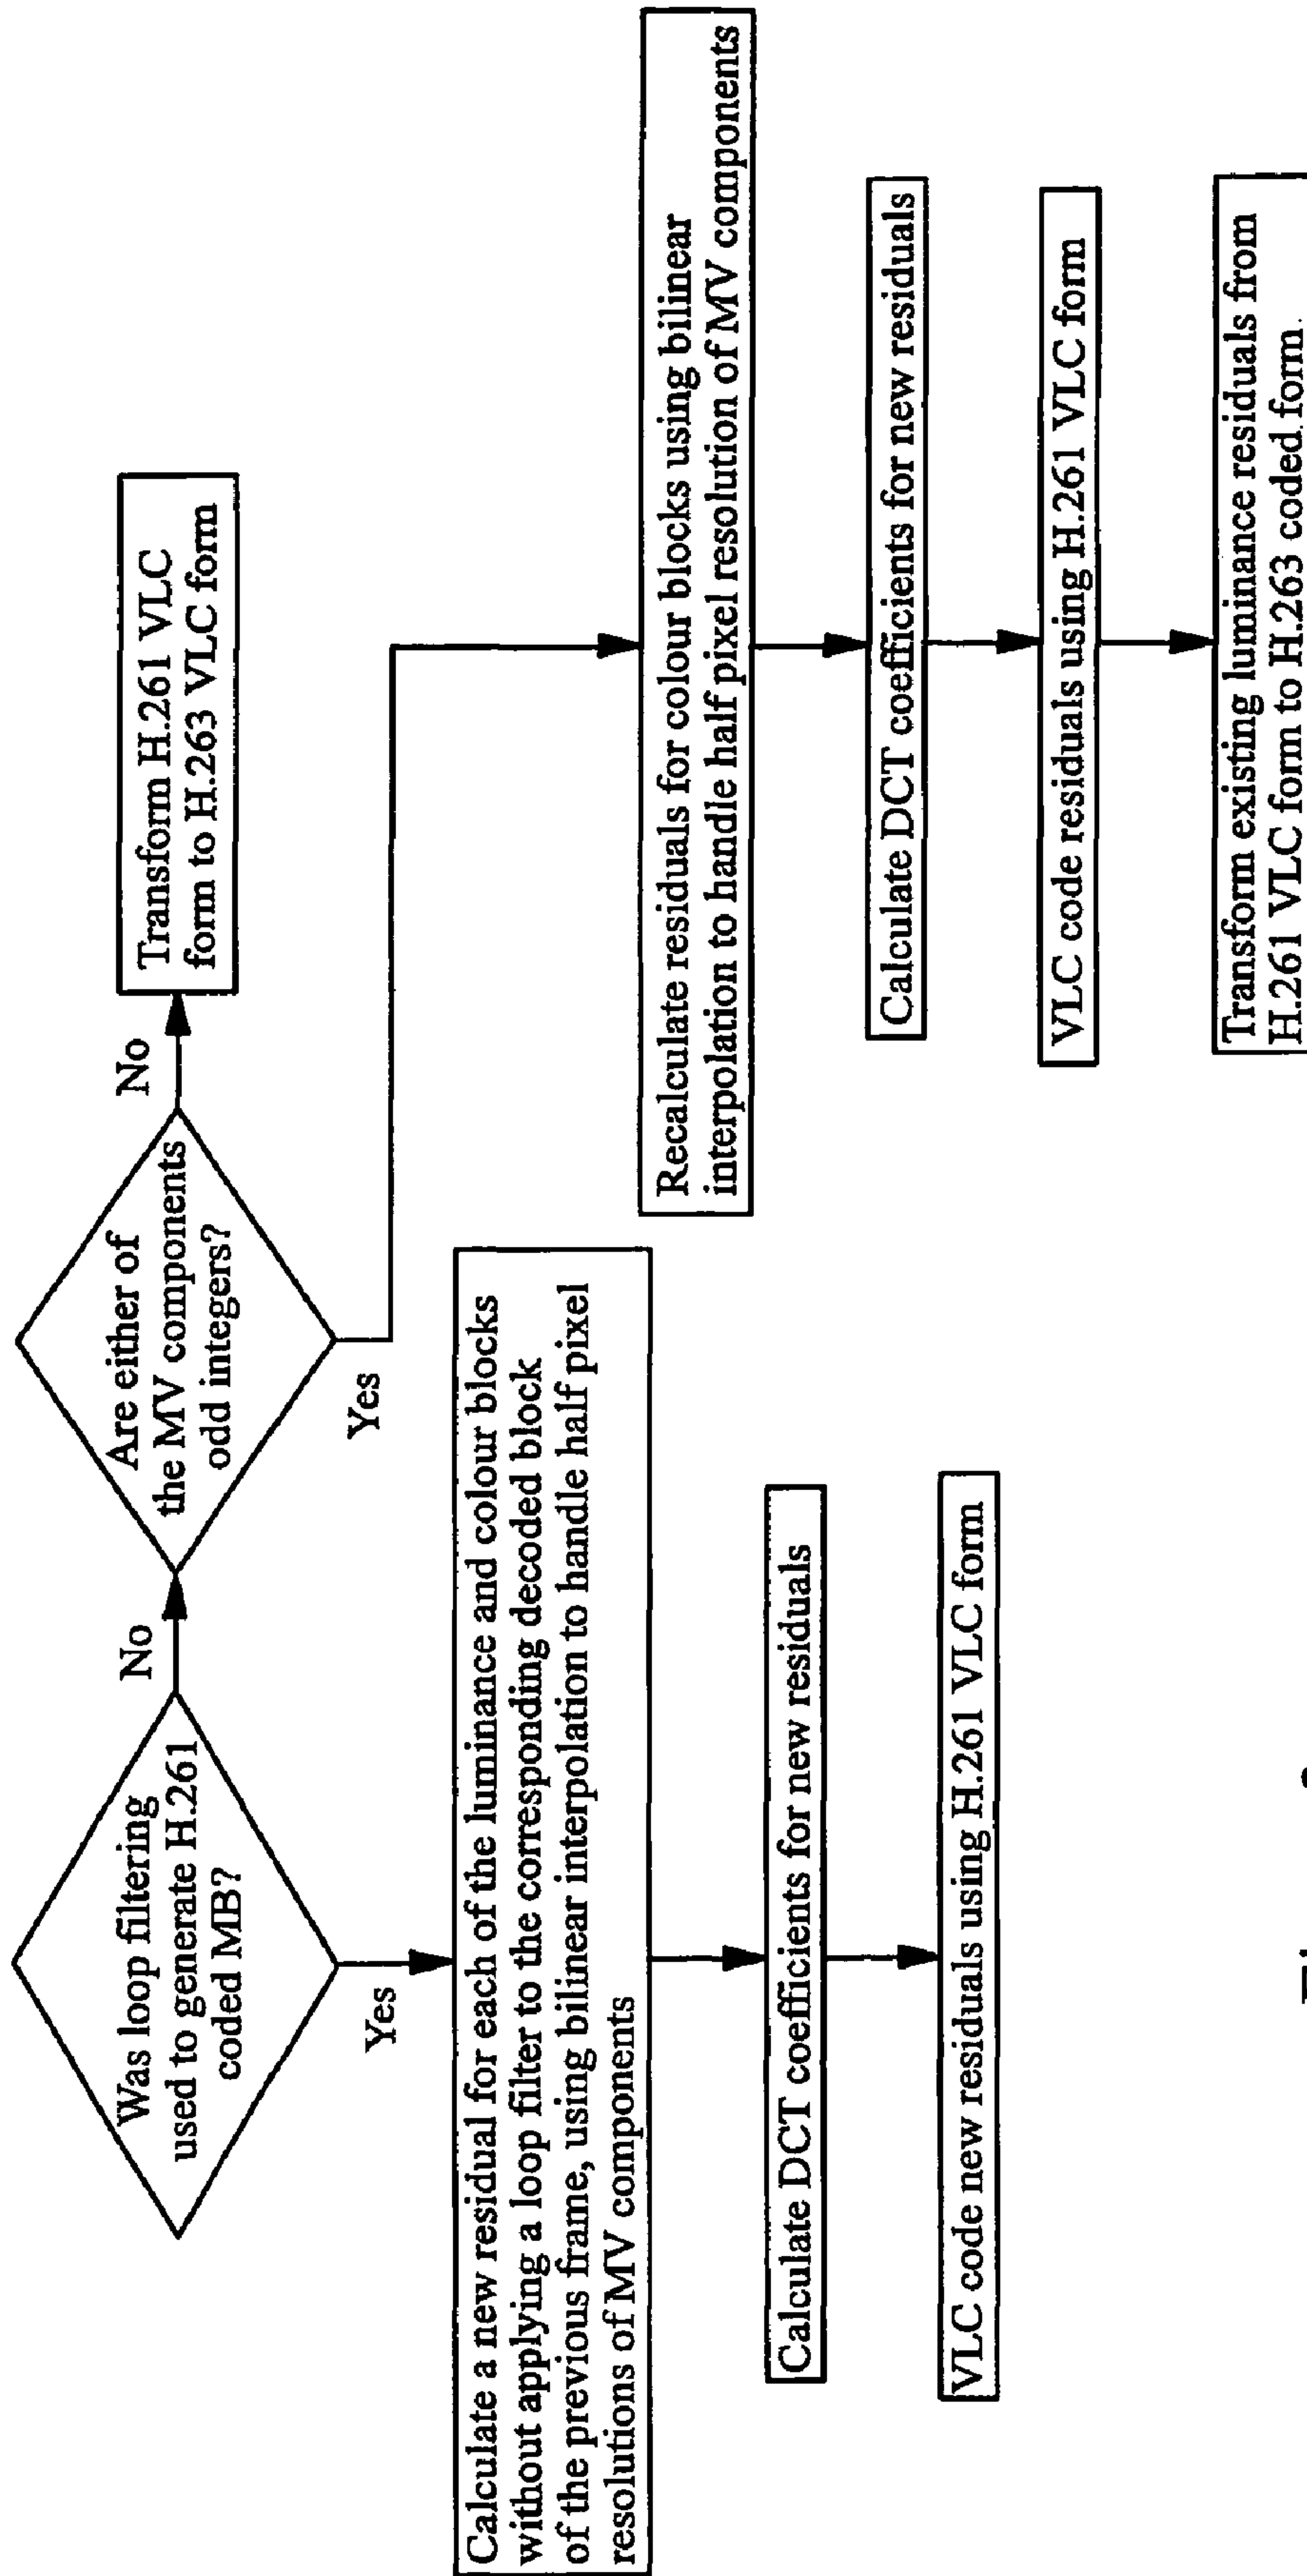 Was loop filtering
used to generate H.261
coded MB?
No
Yes
Are either of
the MV components
odd integers?
No
Yes
Transform H.261 VLC
form to H.263 VLC form
Calculate a new residual for each of the luminance and colour blocks
without applying a loop filter to the corresponding decoded block
of the previous frame, using bilinear interpolation to handle half pixel
resolutions of MV components
Calculate DCT coefficients for new residuals
VLC code new residuals using H.261 VLC form
Recalculate residuals for colour blocks using bilinear
interpolation to handle half pixel resolution of MV components
Calculate DCT coefficients for new residuals
VLC code residuals using H.261 VLC form
Transform existing luminance residuals from
H.261 VLC form to H.263 coded form